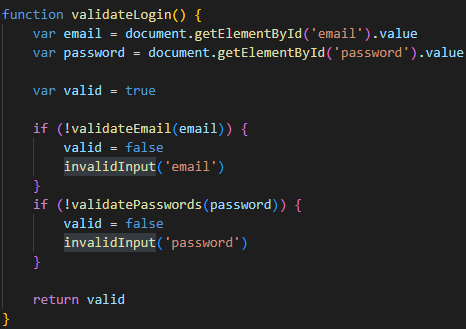 function validateLogin() {
    var email = document.getElementById('email').value
    var password = document.getElementById('password').value

    var valid = true

    if (!validateEmail(email)) {
        valid = false
        invalidInput('email')
    }
    if (!validatePasswords(password)) {
        valid = false
        invalidInput('password')
    }

    return valid
}